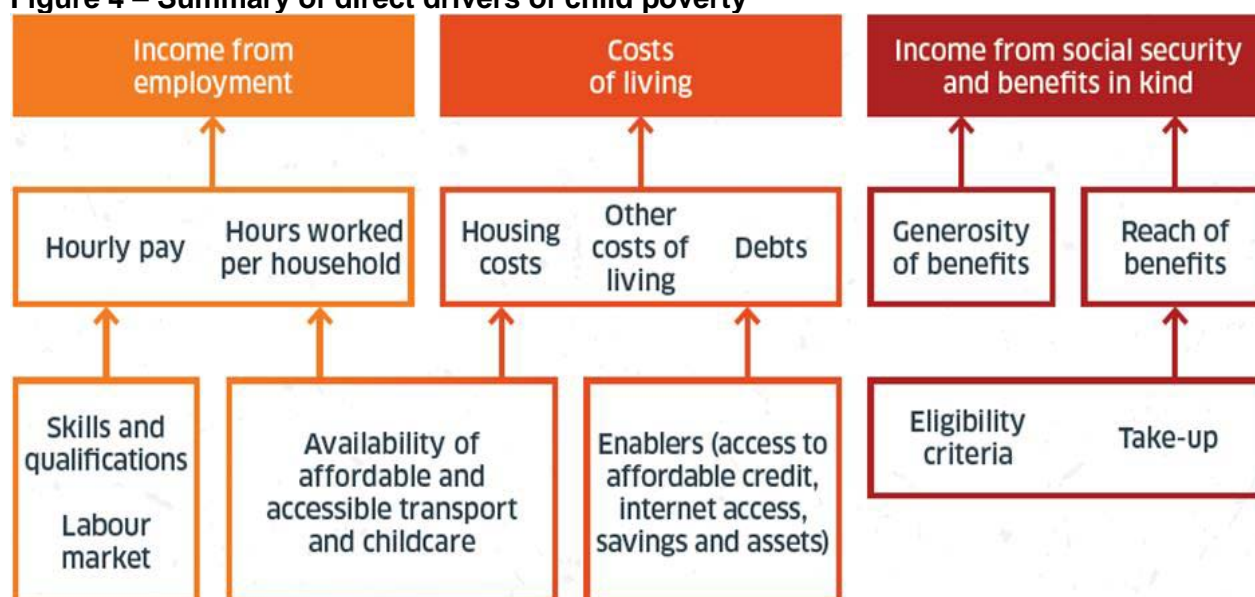 Figure 4 – Summary of direct drivers of child poverty
Income from
employment
Costs
of living
Income from social security
and benefits in kind
Hourly pay
Hours worked
per household
Housing
costs
Other
costs of
living
Debts
Generosity
of benefits
Reach of
benefits
Skills and
qualifications
Labour
market
Availability of
affordable and
accessible transport
and childcare
Enablers (access to
affordable credit,
internet access,
savings and assets)
Eligibility
criteria
Take-up